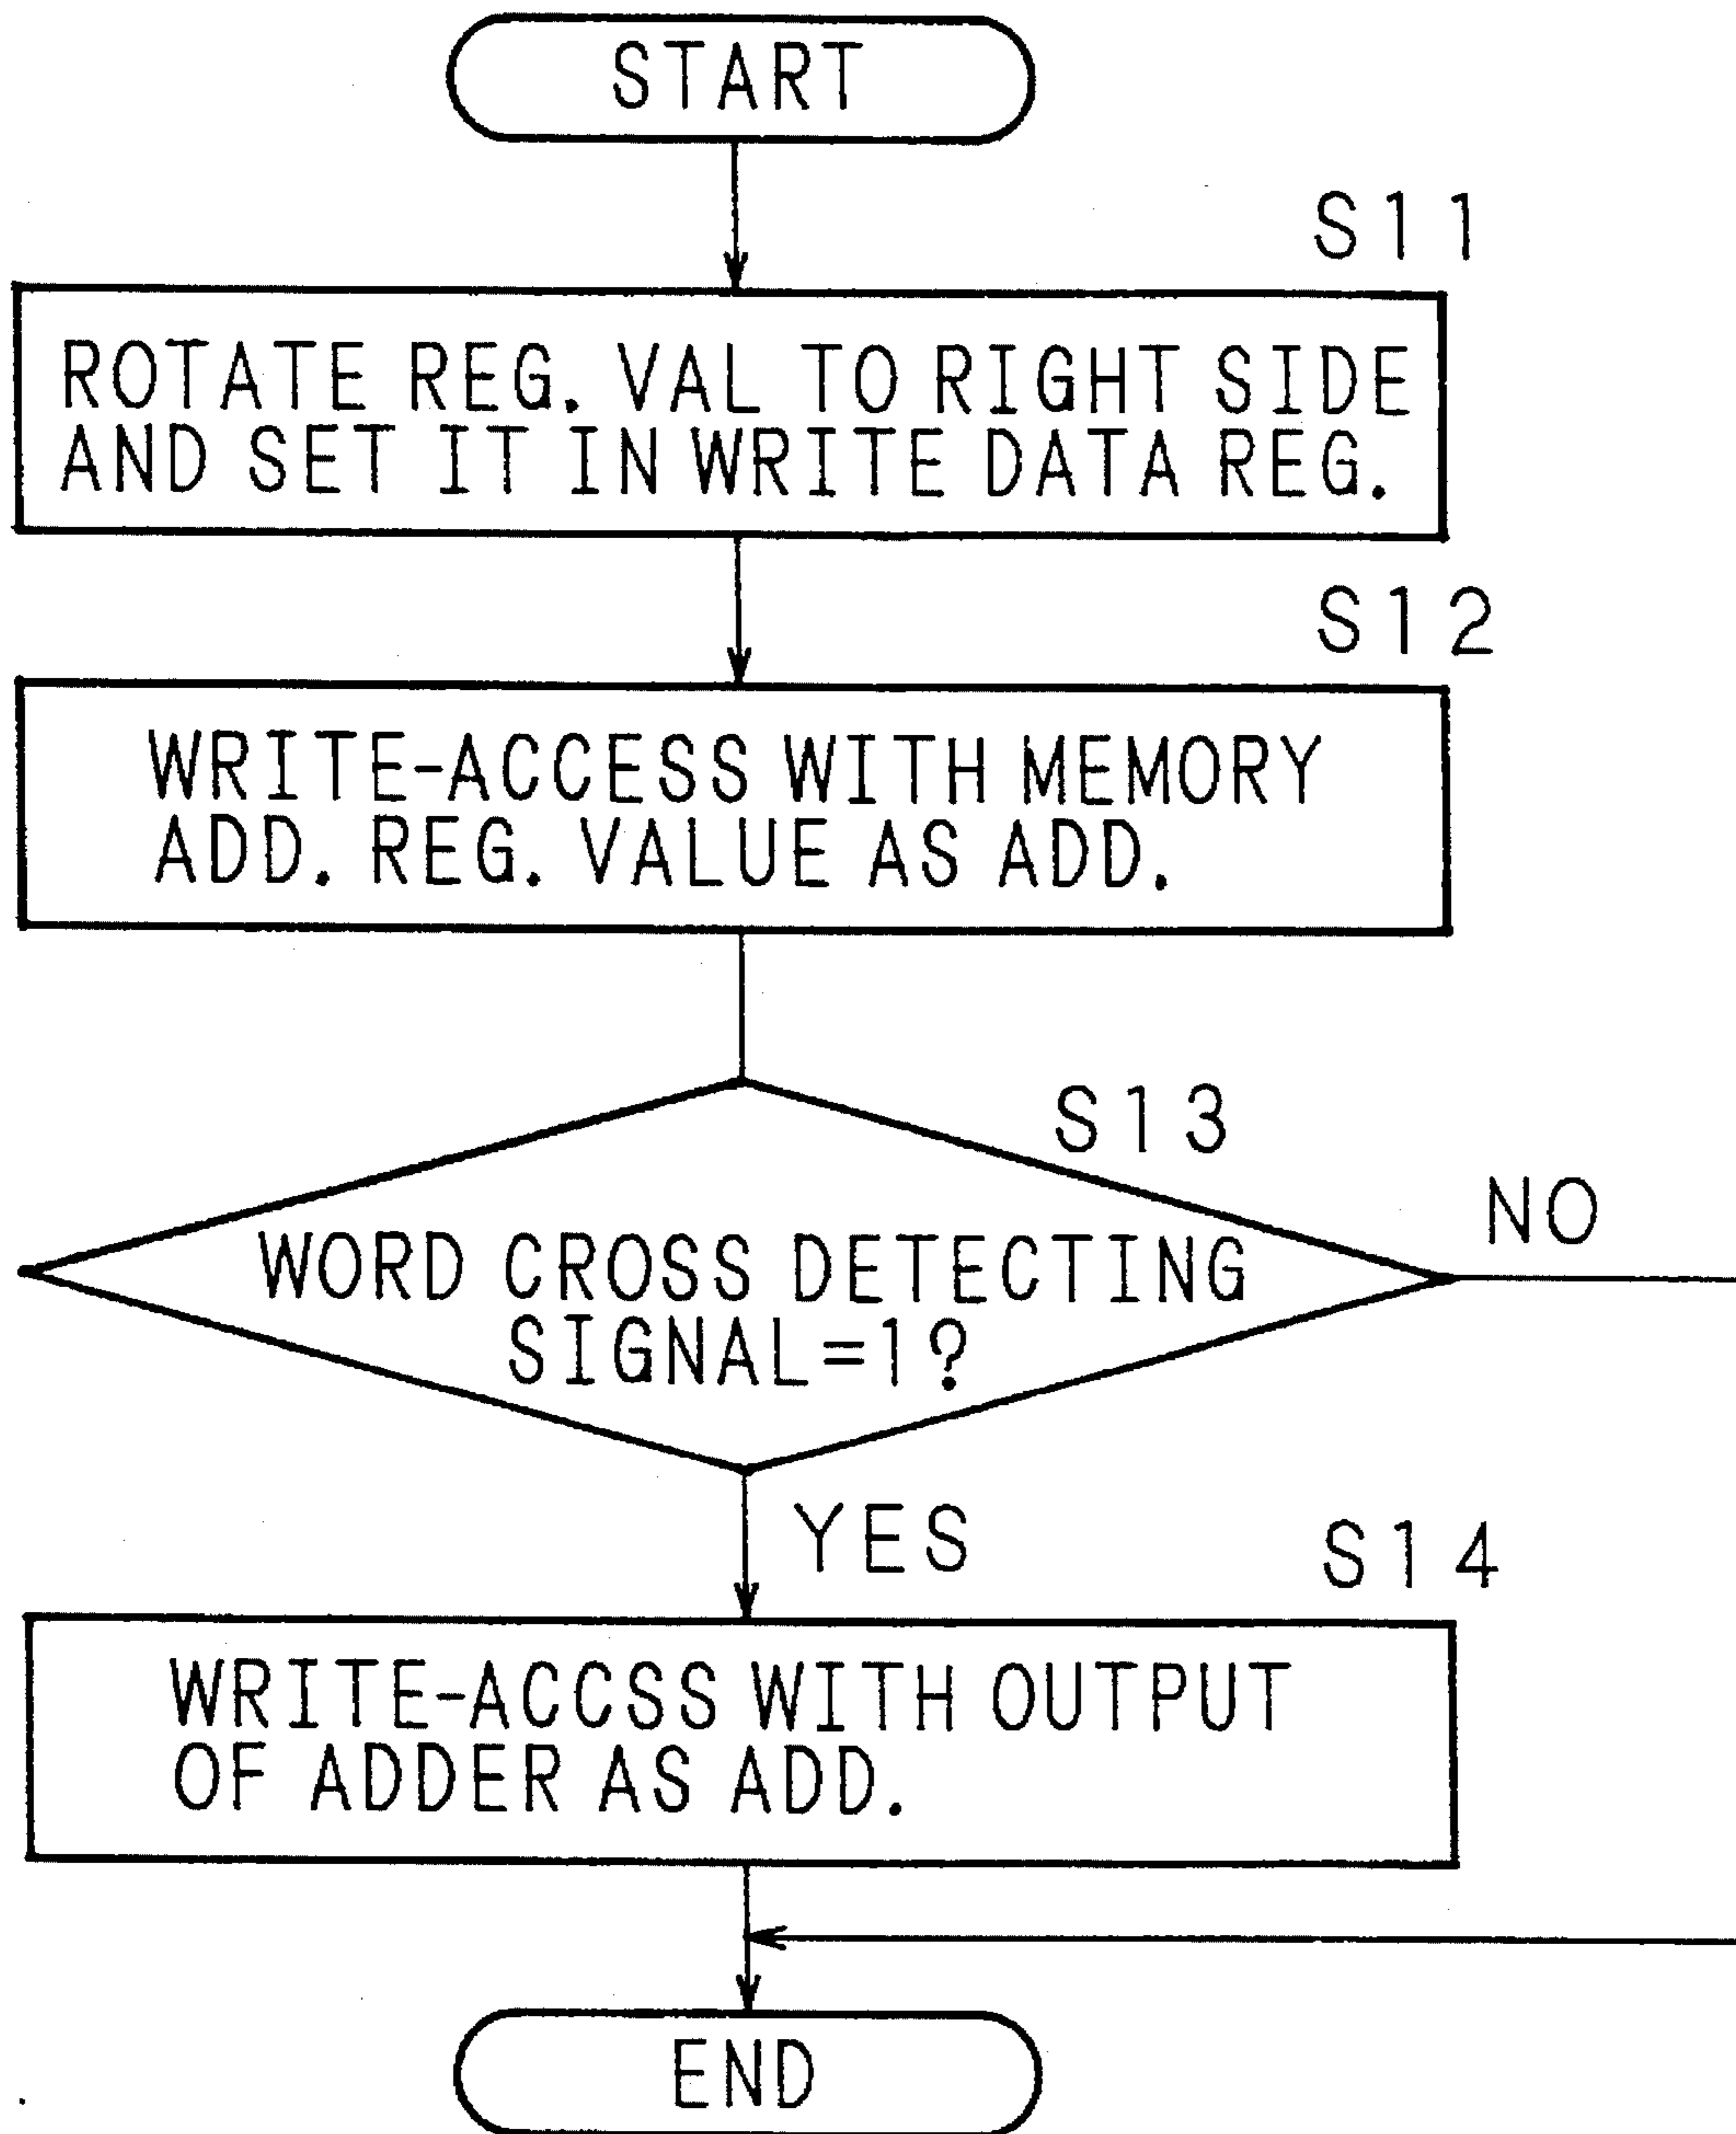 START
S11
ROTATE REG. VAL TO RIGHT SIDE
AND SET IT IN WRITE DATA REG.
S12
WRITE-ACCESS WITH MEMORY
ADD. REG. VALUE AS ADD.
S13
NO
WORD CROSS DETECTING
SIGNAL=1?
YES
S14
WRITE-ACCSS WITH OUTPUT
OF ADDER AS ADD.
END